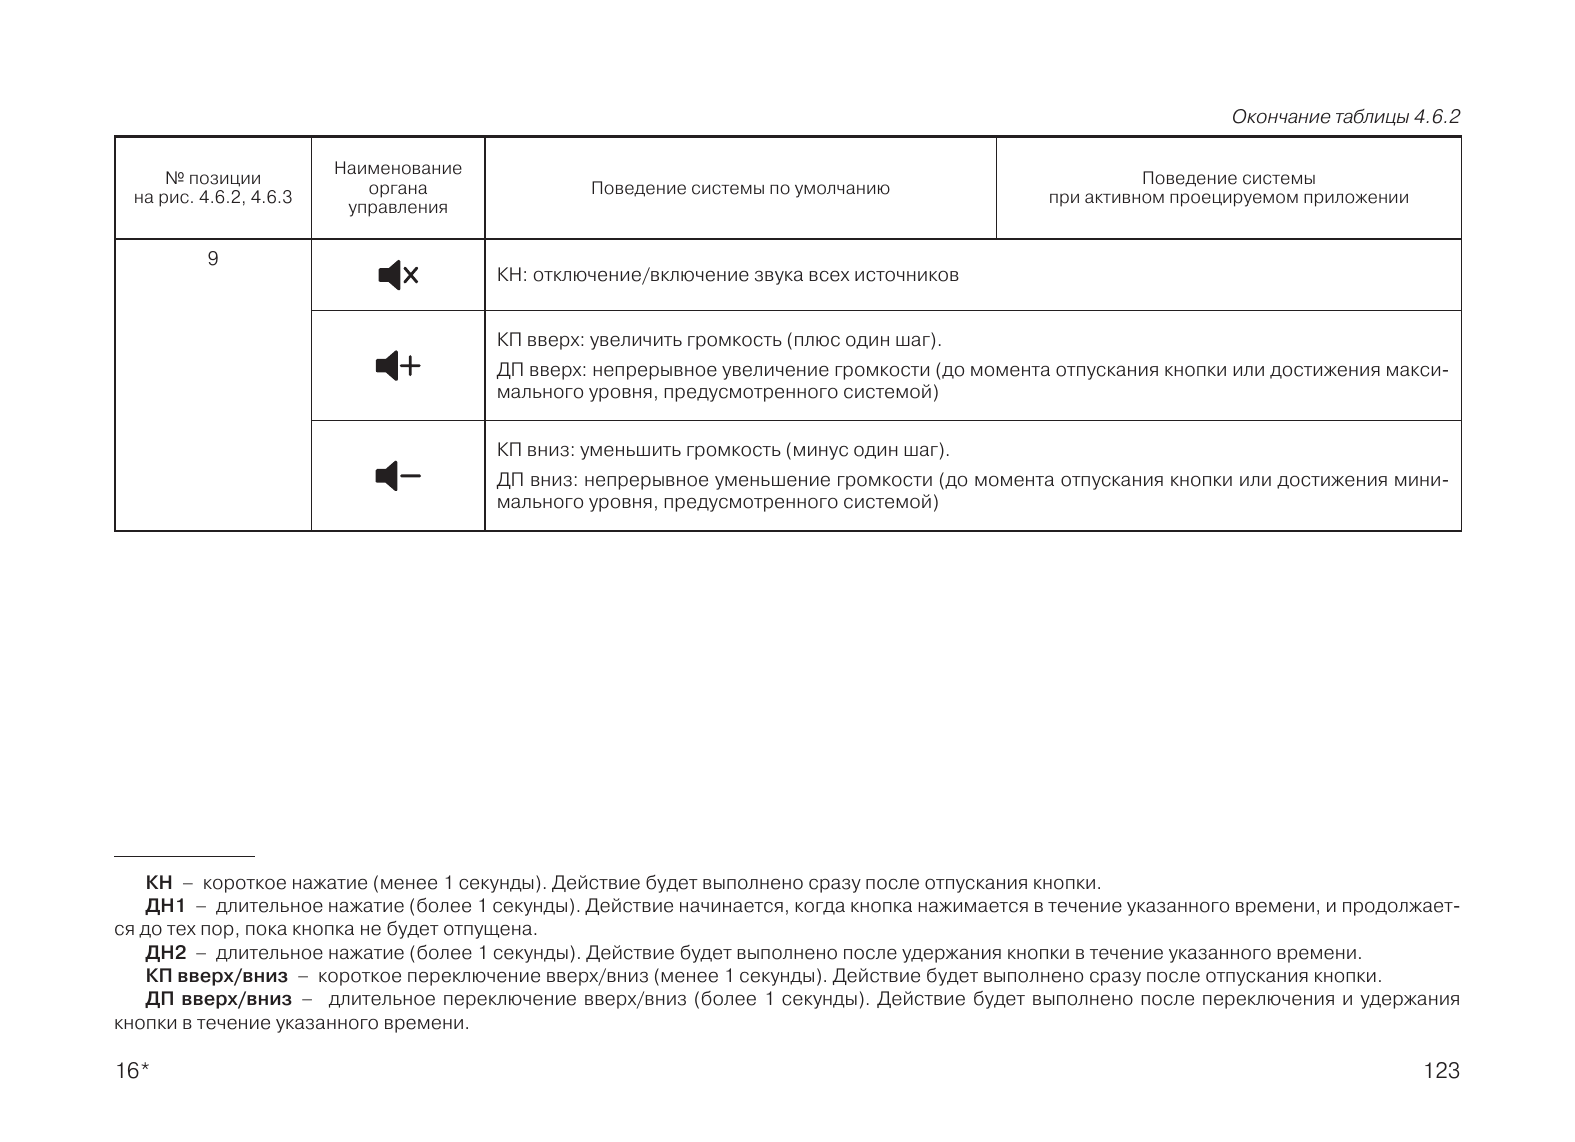 Окончание таблицы 4.6.2
№ позиции
на рис. 4.6.2, 4.6.3
Наименование
органа
управления
Поведение системы по умолчанию
Поведение системы
при активном проецируемом приложении
9
КН: отключение/включение звука всех источников
КП вверх: увеличить громкость (плюс один шаг).
ДП вверх: непрерывное увеличение громкости (до момента отпускания кнопки или достижения макси-
мального уровня, предусмотренного системой)
КП вниз: уменьшить громкость (минус один шаг).
ДП вниз: непрерывное уменьшение громкости (до момента отпускания кнопки или достижения мини-
мального уровня, предусмотренного системой)
КН – короткое нажатие (менее 1 секунды). Действие будет выполнено сразу после отпускания кнопки.
ДН1 – длительное нажатие (более 1 секунды). Действие начинается, когда кнопка нажимается в течение указанного времени, и продолжает-
ся до тех пор, пока кнопка не будет отпущена.
ДН2 – длительное нажатие (более 1 секунды). Действие будет выполнено после удержания кнопки в течение указанного времени.
КП вверх/вниз – короткое переключение вверх/вниз (менее 1 секунды). Действие будет выполнено сразу после отпускания кнопки.
ДП вверх/вниз – длительное переключение вверх/вниз (более 1 секунды). Действие будет выполнено после переключения и удержания
кнопки в течение указанного времени.
16*
123